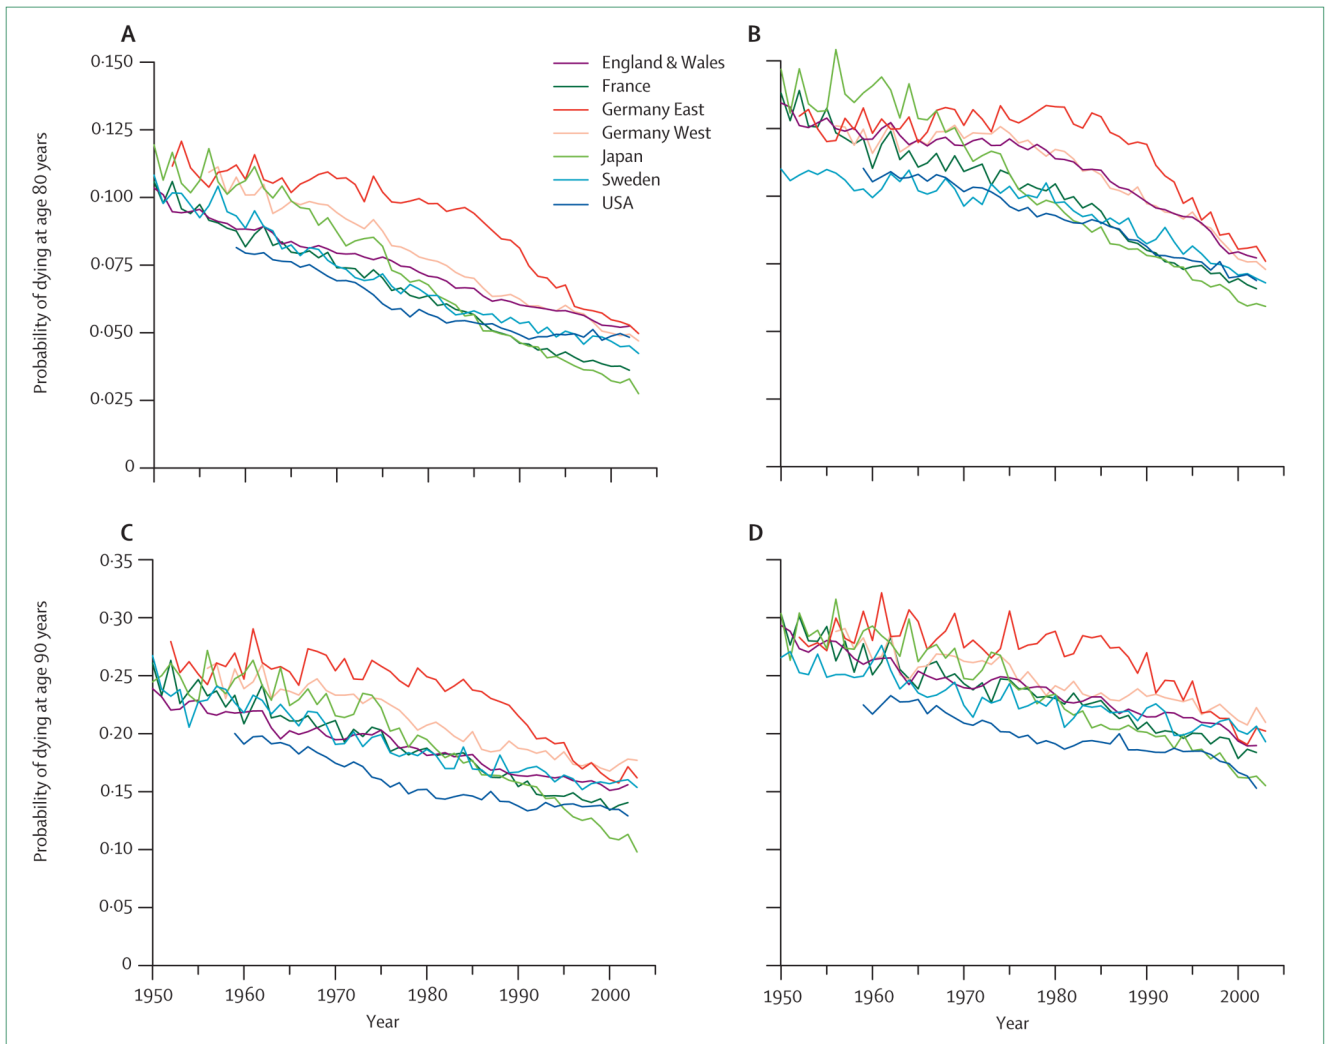 A
B
0·150
0·125
0·100
0·075
0·050
0·025
0
Probability of dying at age 80 years
England & Wales
France
Germany East
Germany West
Japan
Sweden
USA
C
D
0·35
0·30
0·25
0·20
0·15
0·10
0·05
0
Probability of dying at age 90 years
1950 1960 1970 1980 1990 2000
Year
1950 1960 1970 1980 1990 2000
Year